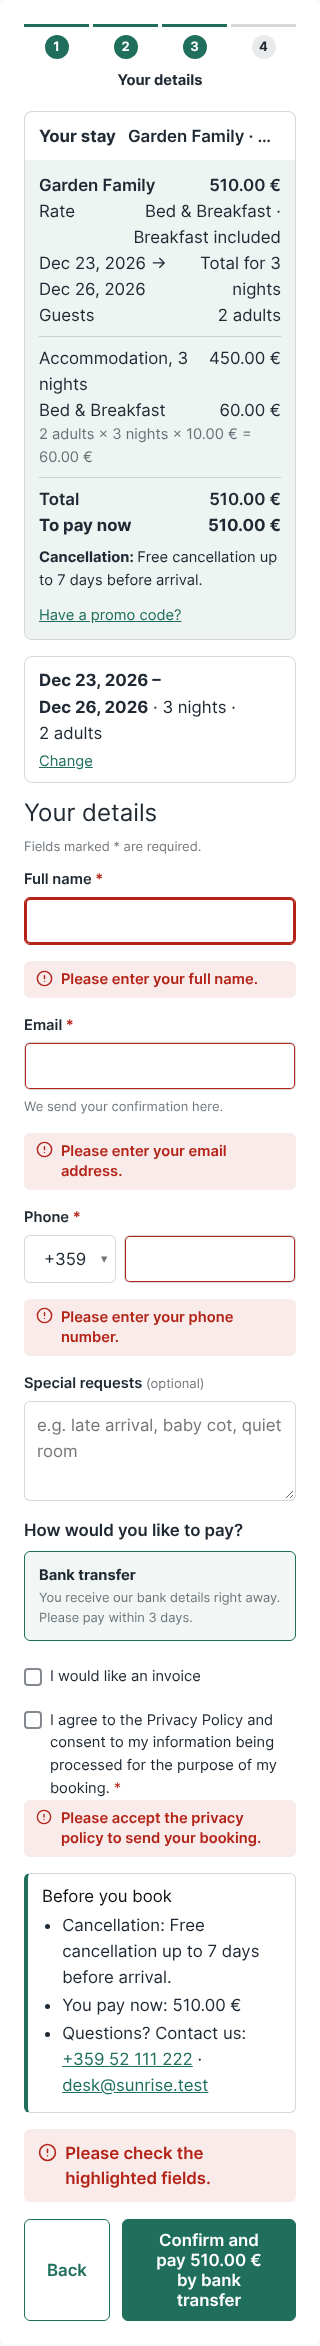 1 2 3 4
Your details
Your stay Garden Family · ...
Garden Family 510.00 €
Rate Bed & Breakfast ·
Breakfast included
Dec 23, 2026 → Total for 3
Dec 26, 2026 nights
Guests 2 adults
Accommodation, 3 450.00 €
nights
Bed & Breakfast 60.00 €
2 adults × 3 nights × 10.00 € =
60.00 €
Total 510.00 €
To pay now 510.00 €
Cancellation: Free cancellation up
to 7 days before arrival.
Have a promo code?
Dec 23, 2026 –
Dec 26, 2026 · 3 nights ·
2 adults
Change
Your details
Fields marked * are required.
Full name *
Please enter your full name.
Email *
We send your confirmation here.
Please enter your email
address.
Phone *
+359
Please enter your phone
number.
Special requests (optional)
e.g. late arrival, baby cot, quiet
room
How would you like to pay?
Bank transfer
You receive our bank details right away.
Please pay within 3 days.
I would like an invoice
I agree to the Privacy Policy and
consent to my information being
processed for the purpose of my
booking. *
Please accept the privacy
policy to send your booking.
Before you book
• Cancellation: Free
cancellation up to 7 days
before arrival.
• You pay now: 510.00 €
• Questions? Contact us:
+359 52 111 222 ·
desk@sunrise.test
Please check the
highlighted fields.
Back
Confirm and
pay 510.00 €
by bank
transfer